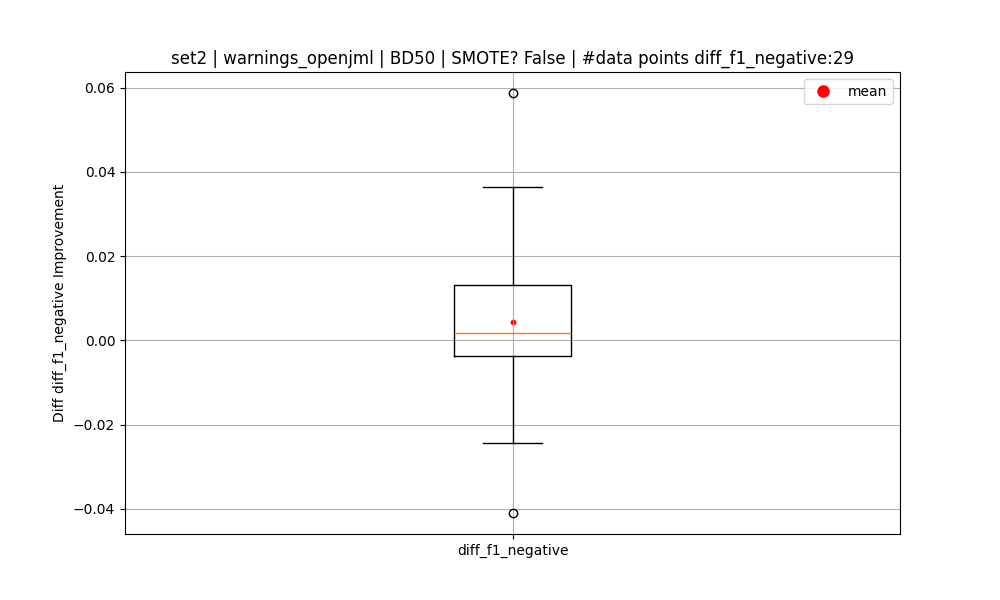 set2 | warnings_openjml | BD50 | SMOTE? False | #data points diff_f1_negative:29
mean
0.06
0.04
0.02
0.00
−0.02
−0.04
Diff diff_f1_negative Improvement
diff_f1_negative